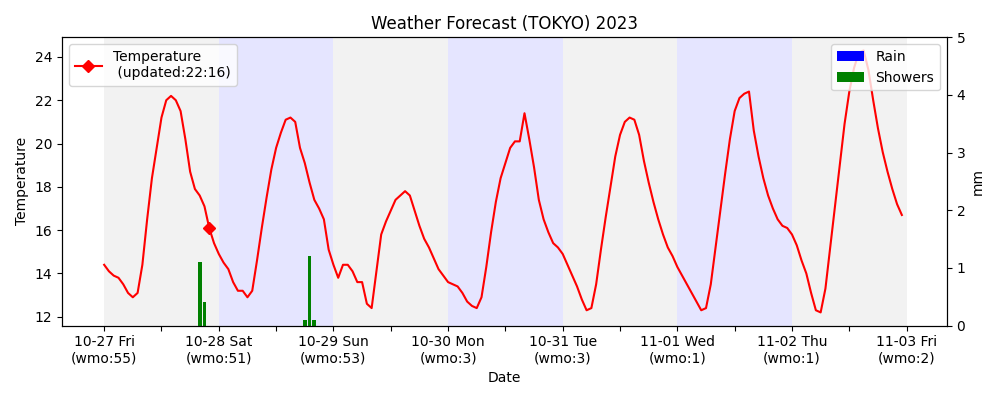 Weather Forecast (TOKYO) 2023
Temperature
(updated:22:16)
Rain
Showers
24
22
20
18
16
14
12
Temperature
5
4
3
2
1
0
mm
10-27 Fri
(wmo:55)
10-28 Sat
(wmo:51)
10-29 Sun
(wmo:53)
10-30 Mon
(wmo:3)
10-31 Tue
(wmo:3)
11-01 Wed
(wmo:1)
11-02 Thu
(wmo:1)
11-03 Fri
(wmo:2)
Date